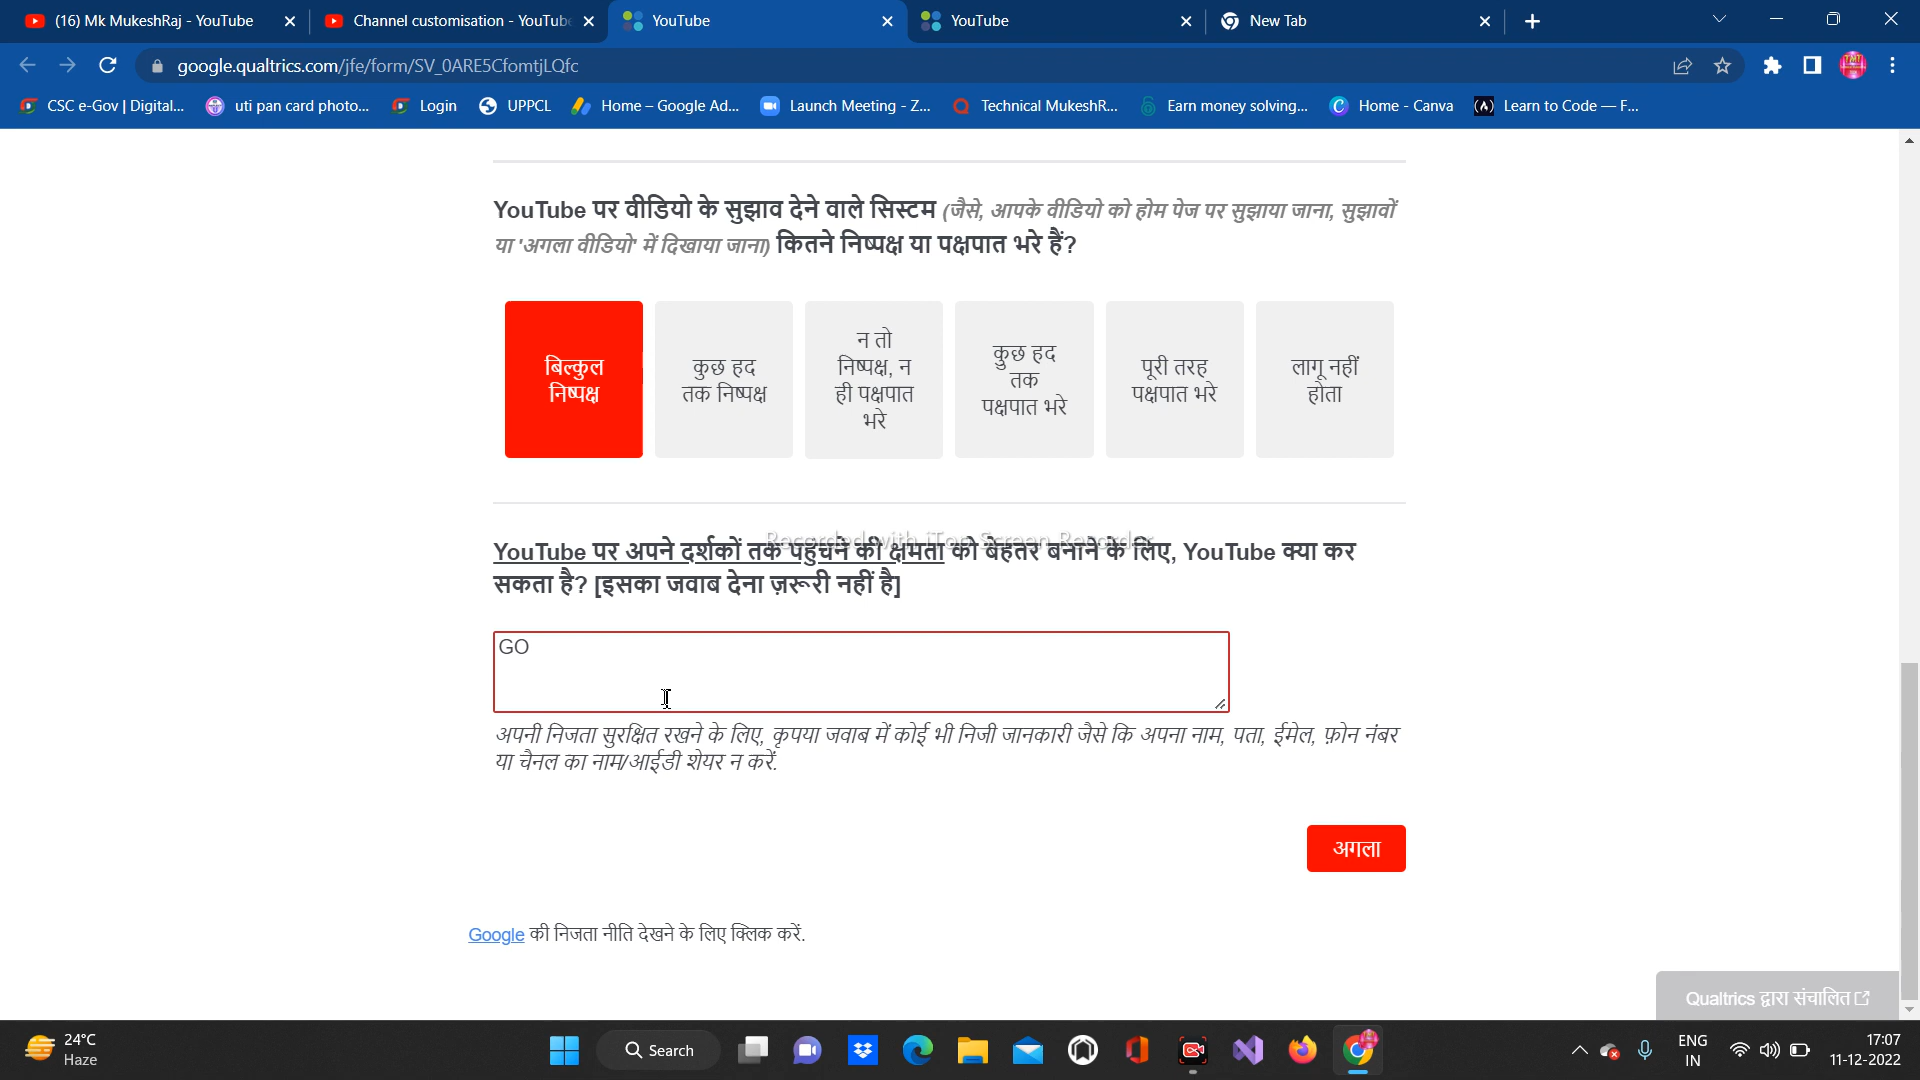 (16) Mk MukeshRaj - YouTube
Channel customisation - YouTube
YouTube
YouTube
New Tab
google.qualtrics.com/jfe/form/SV_0ARE5CfomtjLQfc
CSC e-Gov | Digital...
uti pan card photo...
Login
UPPCL
Home – Google Ad...
Launch Meeting - Z...
Technical MukeshR...
Earn money solving...
Home - Canva
Learn to Code — F...
YouTube पर वीडियो के सुझाव देने वाले सिस्टम (जैसे, आपके वीडियो को होम पेज पर सुझाया जाना, सुझावों
या 'अगला वीडियो' में दिखाया जाना) कितने निष्पक्ष या पक्षपात भरे हैं?
बिल्कुल
निष्पक्ष
कुछ हद
तक निष्पक्ष
न तो
निष्पक्ष, न
ही पक्षपात
भरे
कुछ हद
तक
पक्षपात भरे
पूरी तरह
पक्षपात भरे
लागू नहीं
होता
Recorded with iTop Screen Recorder
YouTube पर अपने दर्शकों तक पहुंचने की क्षमता को बेहतर बनाने के लिए, YouTube क्या कर
सकता है? [इसका जवाब देना ज़रूरी नहीं है]
GO
अपनी निजता सुरक्षित रखने के लिए, कृपया जवाब में कोई भी निजी जानकारी जैसे कि अपना नाम, पता, ईमेल, फ़ोन नंबर
या चैनल का नाम/आईडी शेयर न करें.
अगला
Google की निजता नीति देखने के लिए क्लिक करें.
Qualtrics द्वारा संचालित
24°C
Haze
Search
ENG
IN
17:07
11-12-2022